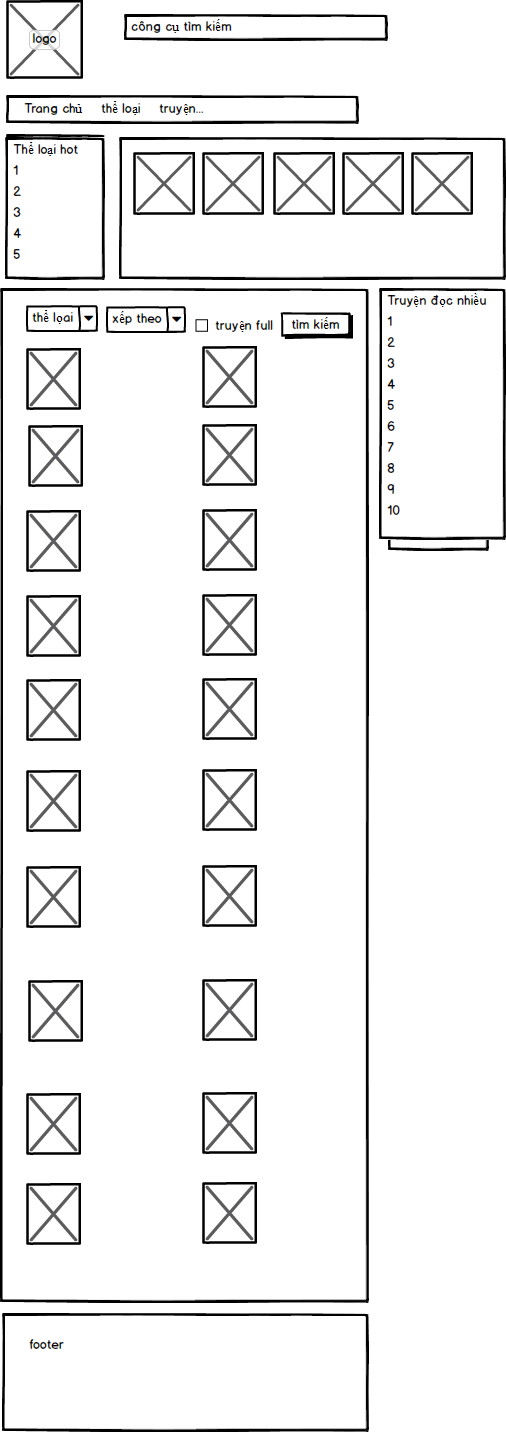 logo
công cụ tìm kiếm
Trang chủ thể loại truyện...
Thể loại hot
1
2
3
4
5
thể loại xếp theo truyện full tìm kiếm
Truyện đọc nhiều
1
2
3
4
5
6
7
8
9
10
footer